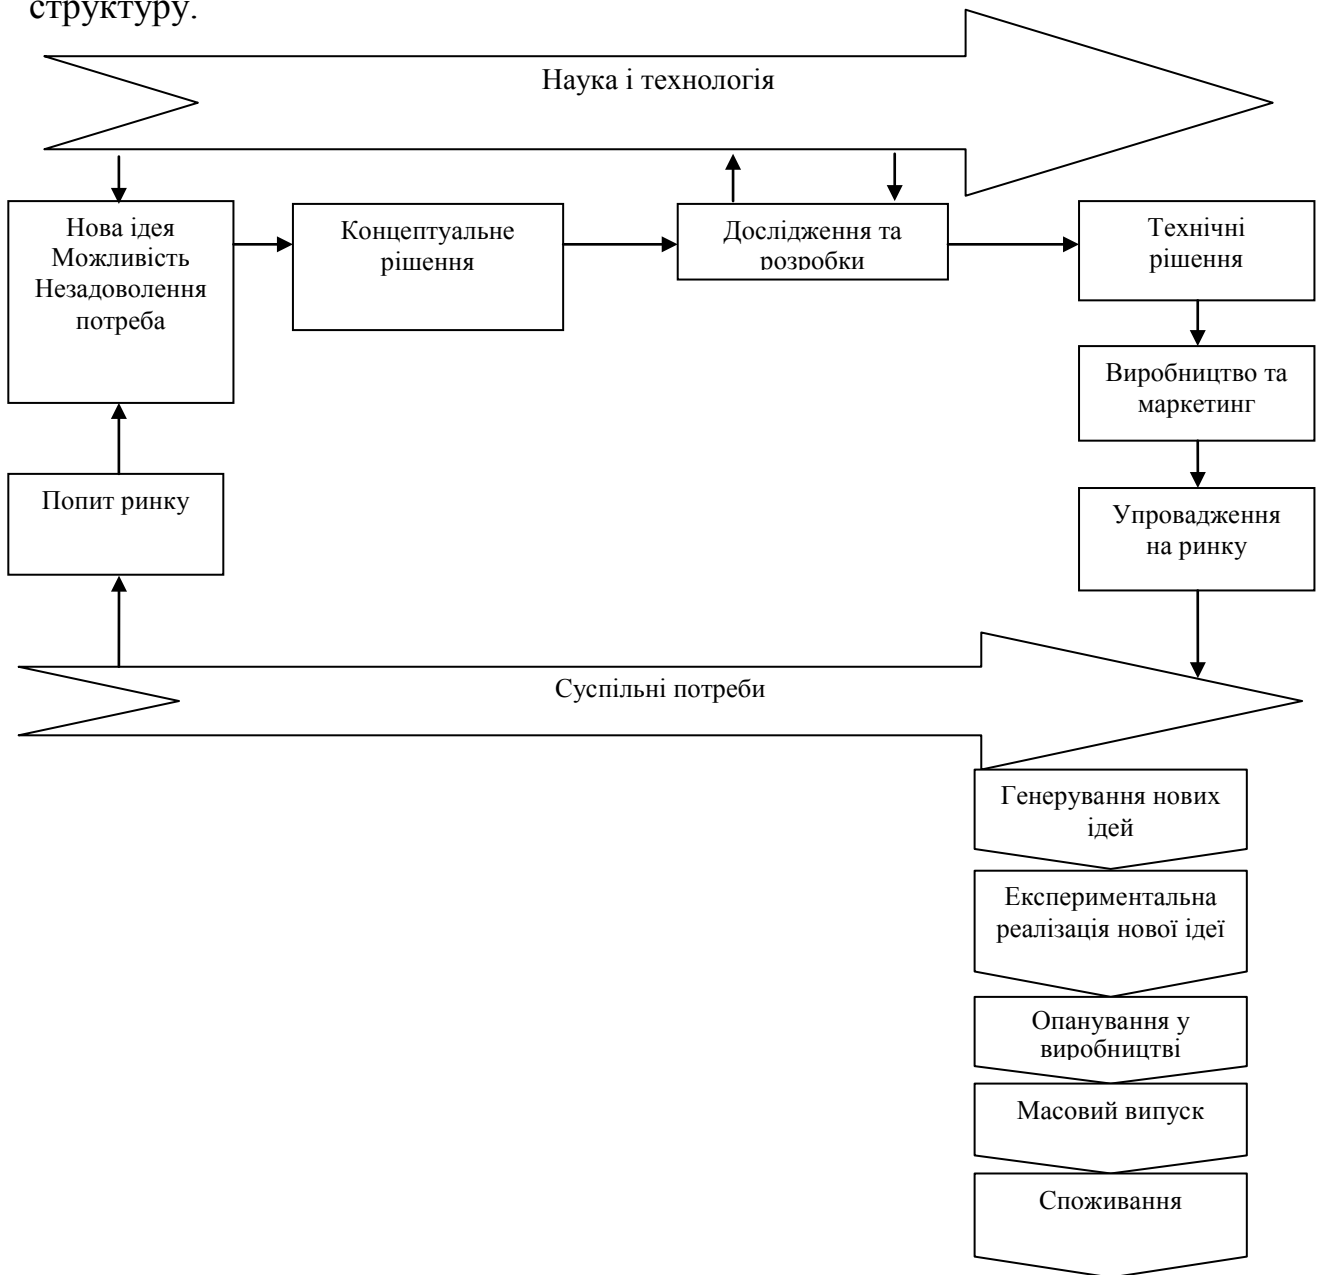 структуру.
Наука і технологія
Нова ідея
Можливість
Незадоволення
потреба
Концептуальне
рішення
Дослідження та
розробки
Технічні
рішення
Виробництво та
маркетинг
Попит ринку
Упровадження
на ринку
Суспільні потреби
Генерування нових
ідей
Експериментальна
реалізація нової ідеї
Опанування у
виробництві
Масовий випуск
Споживання